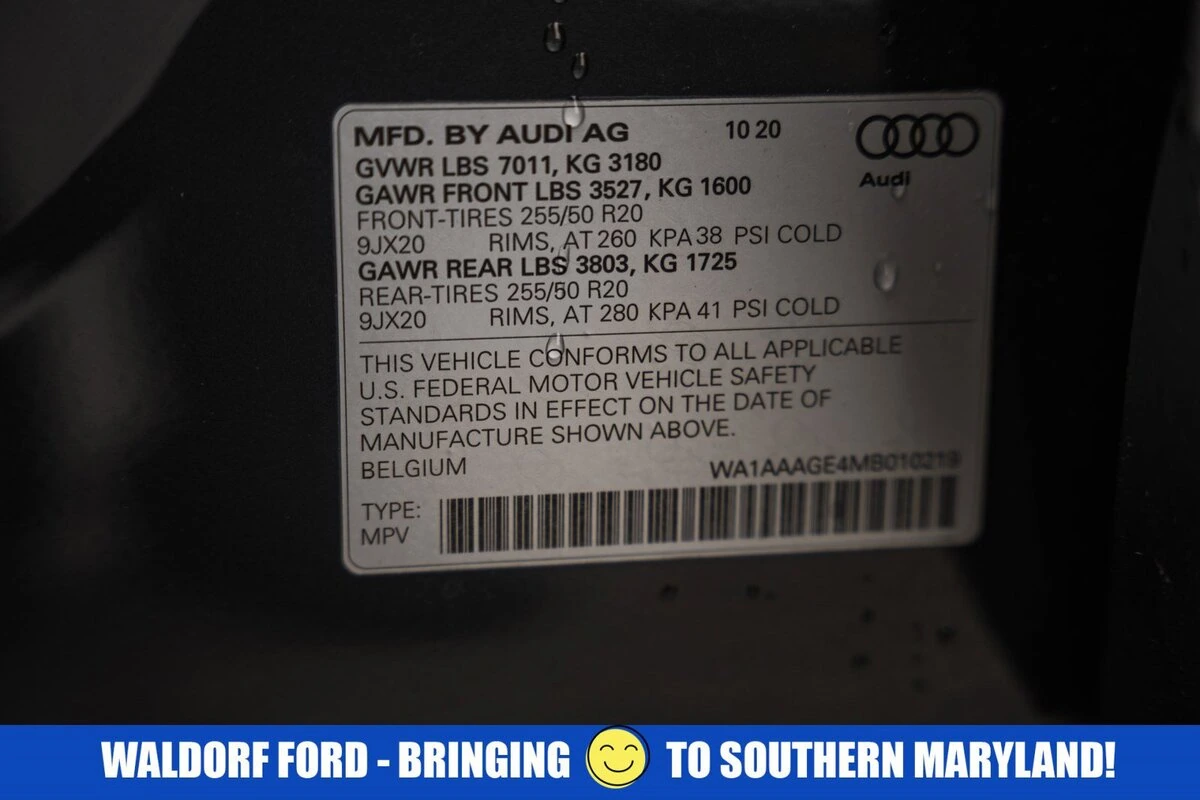 MFD. BY AUDI AG 10 20
GVWR LBS 7011, KG 3180
GAWR FRONT LBS 3527, KG 1600
Audi
FRONT-TIRES 255/50 R20
9JX20 RIMS, AT 260 KPA 38 PSI COLD
GAWR REAR LBS 3803, KG 1725
REAR-TIRES 255/50 R20
9JX20 RIMS, AT 280 KPA 41 PSI COLD
THIS VEHICLE CONFORMS TO ALL APPLICABLE
U.S. FEDERAL MOTOR VEHICLE SAFETY
STANDARDS IN EFFECT ON THE DATE OF
MANUFACTURE SHOWN ABOVE.
BELGIUM WA1AAAGE4MB010219
TYPE:
MPV
WALDORF FORD - BRINGING TO SOUTHERN MARYLAND!